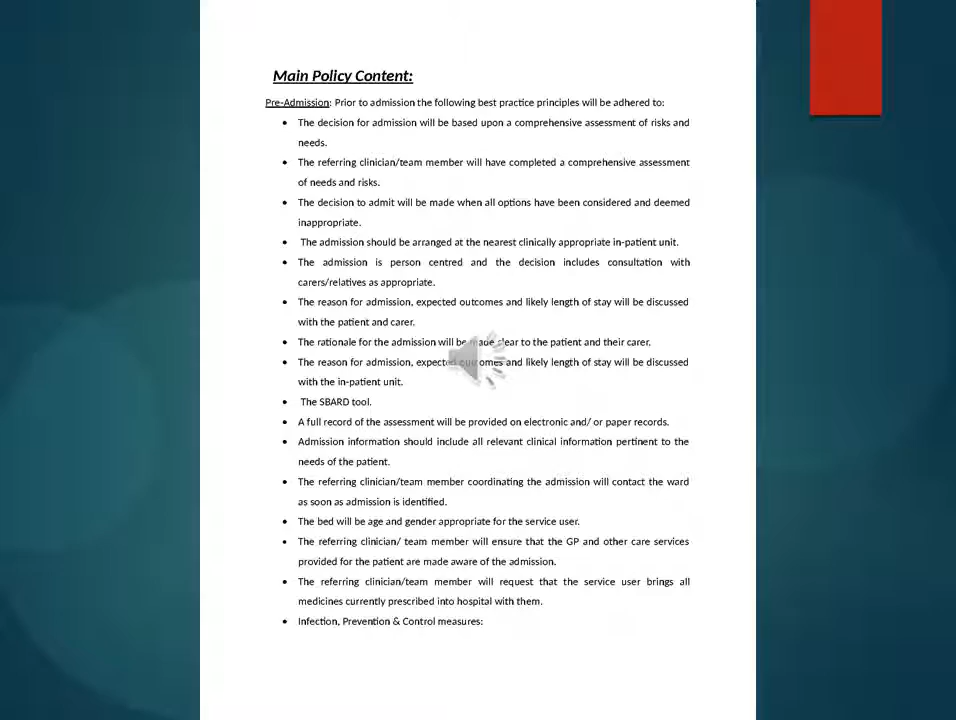 Main Policy Content:
Pre-Admission: Prior to admission the following best practice principles will be adhered to:
• The decision for admission will be based upon a comprehensive assessment of risks and
needs.
• The referring clinician/team member will have completed a comprehensive assessment
of needs and risks.
• The decision to admit will be made when all options have been considered and deemed
inappropriate.
• The admission should be arranged at the nearest clinically appropriate in-patient unit.
• The admission is person centred and the decision includes consultation with
carers/relatives as appropriate.
• The reason for admission, expected outcomes and likely length of stay will be discussed
with the patient and carer.
• The rationale for the admission will be made clear to the patient and their carer.
• The reason for admission, expected outcomes and likely length of stay will be discussed
with the in-patient unit.
• The SBARD tool.
• A full record of the assessment will be provided on electronic and/ or paper records.
• Admission information should include all relevant clinical information pertinent to the
needs of the patient.
• The referring clinician/team member coordinating the admission will contact the ward
as soon as admission is identified.
• The bed will be age and gender appropriate for the service user.
• The referring clinician/ team member will ensure that the GP and other care services
provided for the patient are made aware of the admission.
• The referring clinician/team member will request that the service user brings all
medicines currently prescribed into hospital with them.
• Infection, Prevention & Control measures: